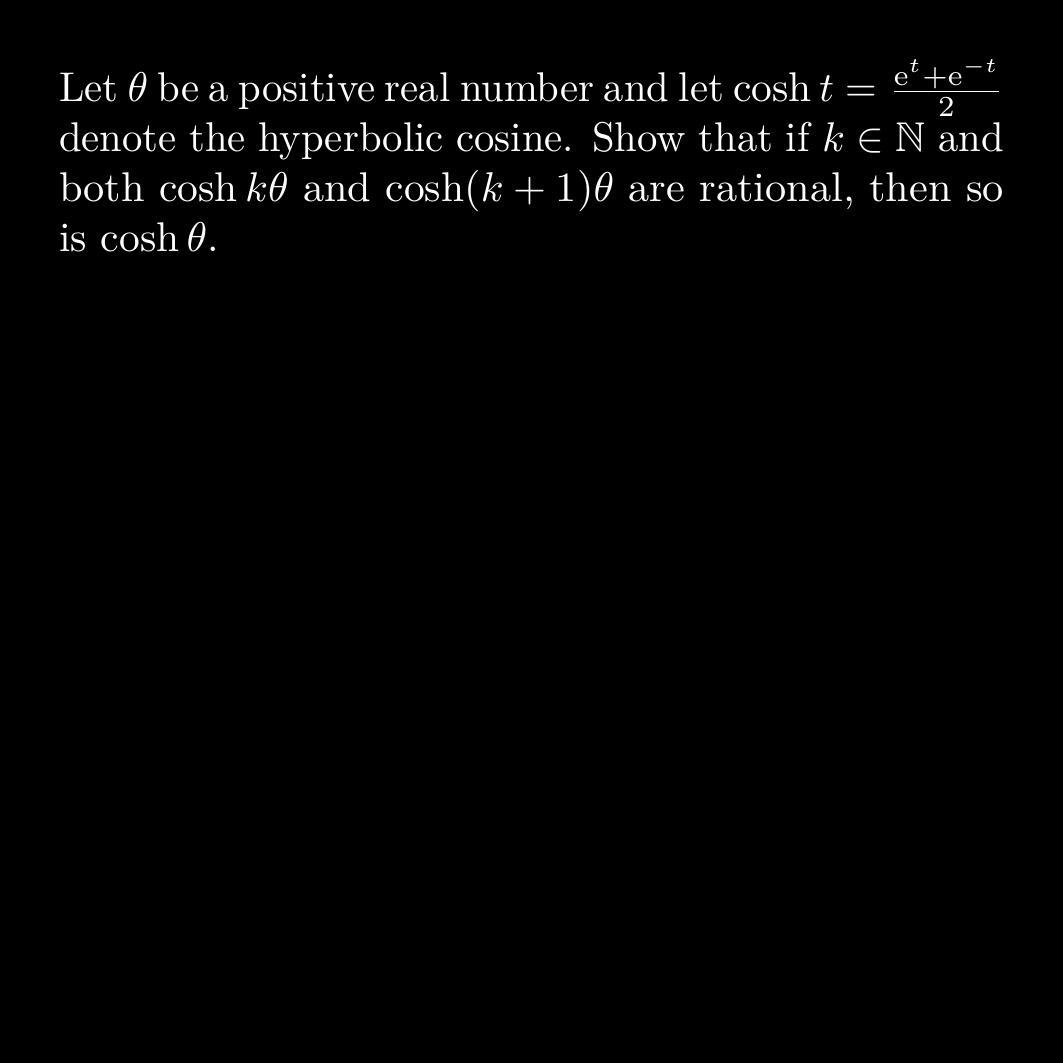 Let θ be a positive real number and let cosh t = \frac{e^t+e^{-t}}{2}
denote the hyperbolic cosine. Show that if k ∈ ℕ and
both cosh kθ and cosh(k + 1)θ are rational, then so
is cosh θ.